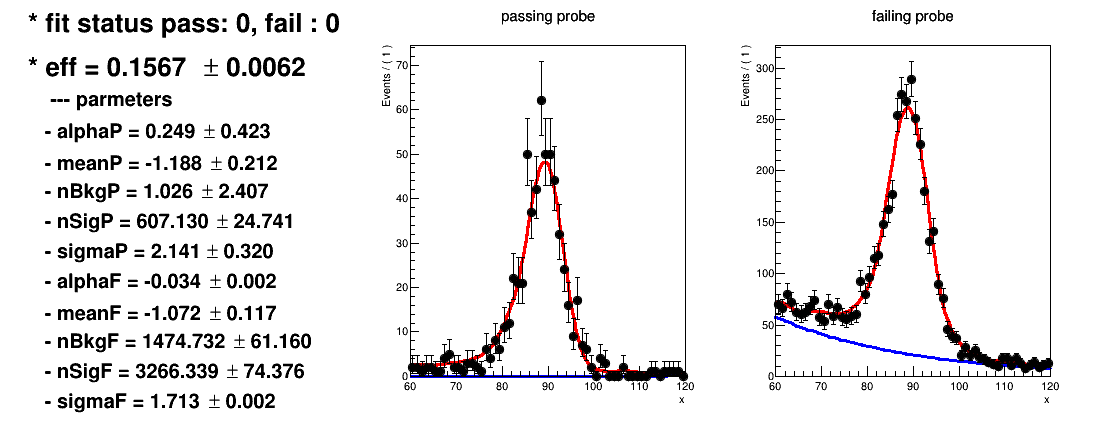 * fit status pass: 0, fail : 0
* eff = 0.1567 ± 0.0062
--- parmeters
- alphaP = 0.249 ± 0.423
- meanP = -1.188 ± 0.212
- nBkgP = 1.026 ± 2.407
- nSigP = 607.130 ± 24.741
- sigmaP = 2.141 ± 0.320
- alphaF = -0.034 ± 0.002
- meanF = -1.072 ± 0.117
- nBkgF = 1474.732 ± 61.160
- nSigF = 3266.339 ± 74.376
- sigmaF = 1.713 ± 0.002
passing probe
Events / ( 1 )
70
60
50
40
30
20
10
0
60 70 80 90 100 110 120
x
failing probe
Events / ( 1 )
300
250
200
150
100
50
0
60 70 80 90 100 110 120
x